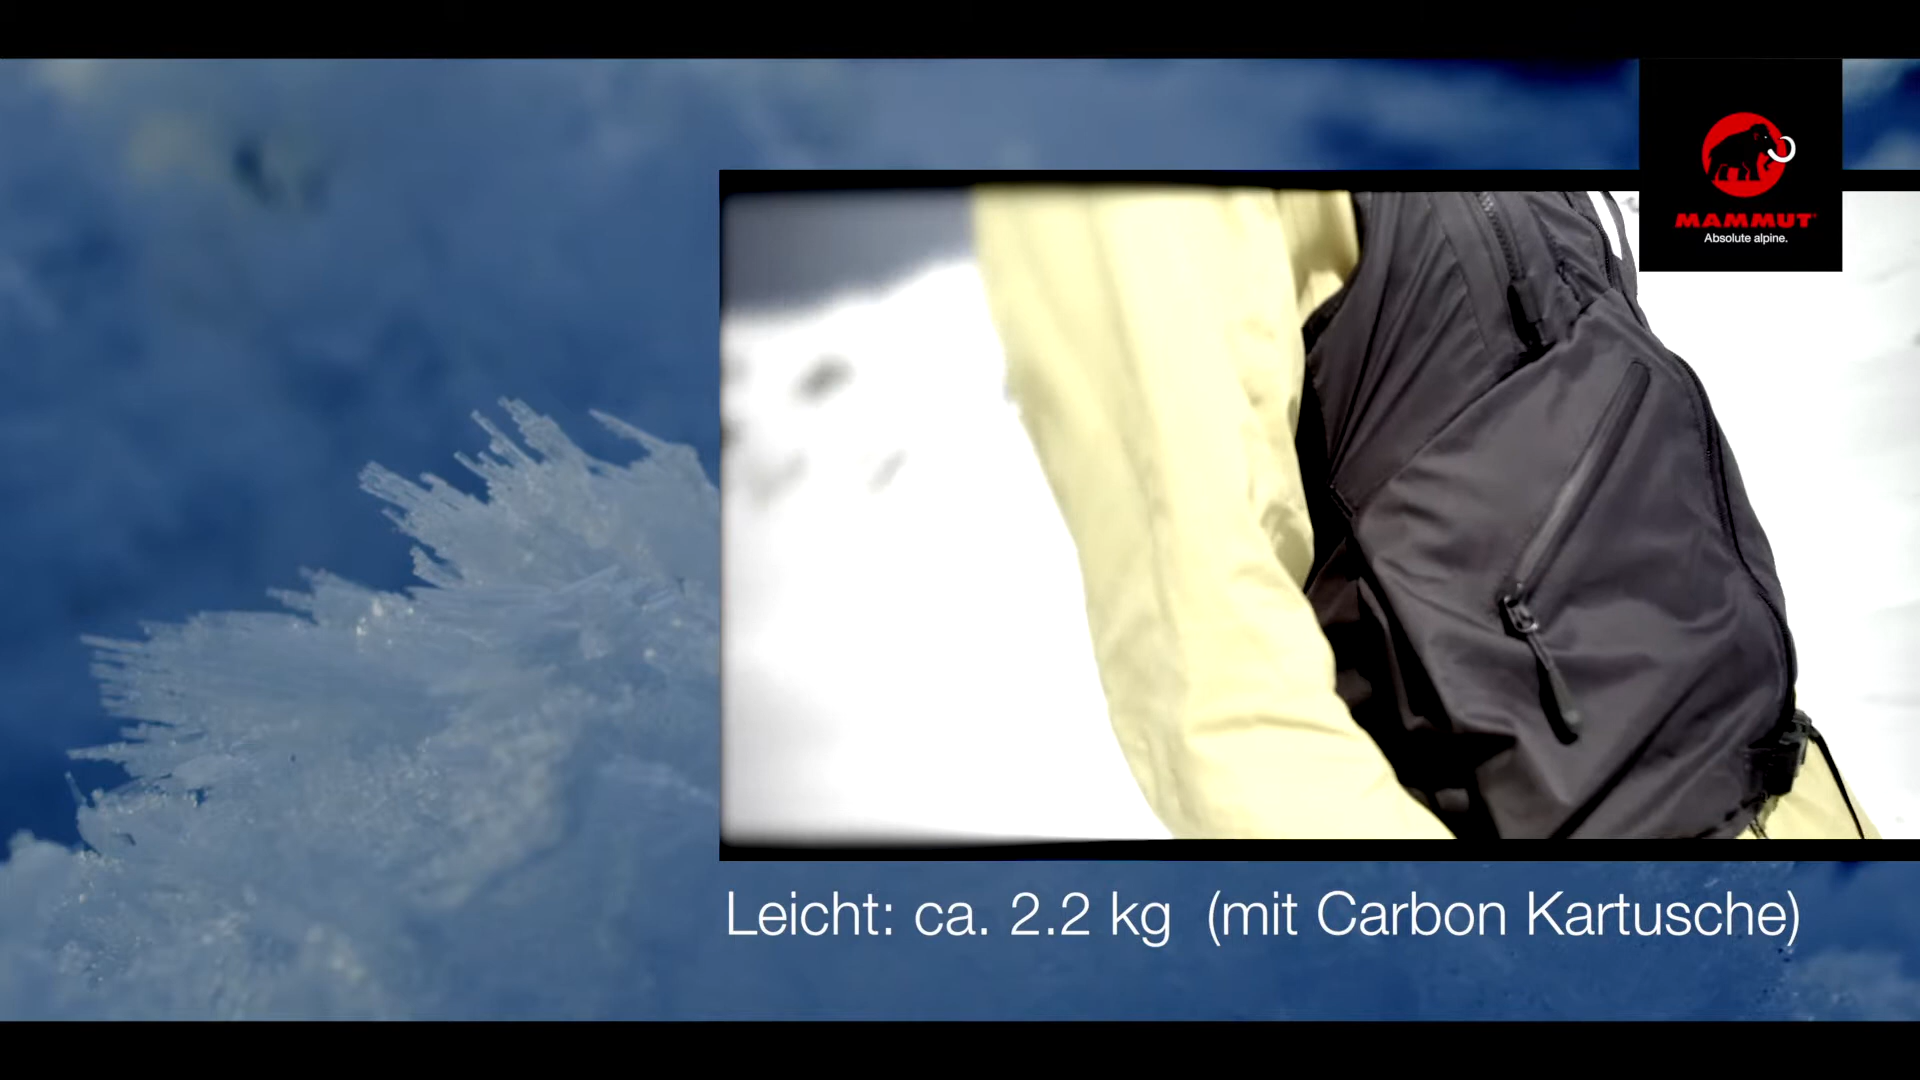 MAMMUT
Absolute alpine.
Leicht: ca. 2.2 kg (mit Carbon Kartusche)